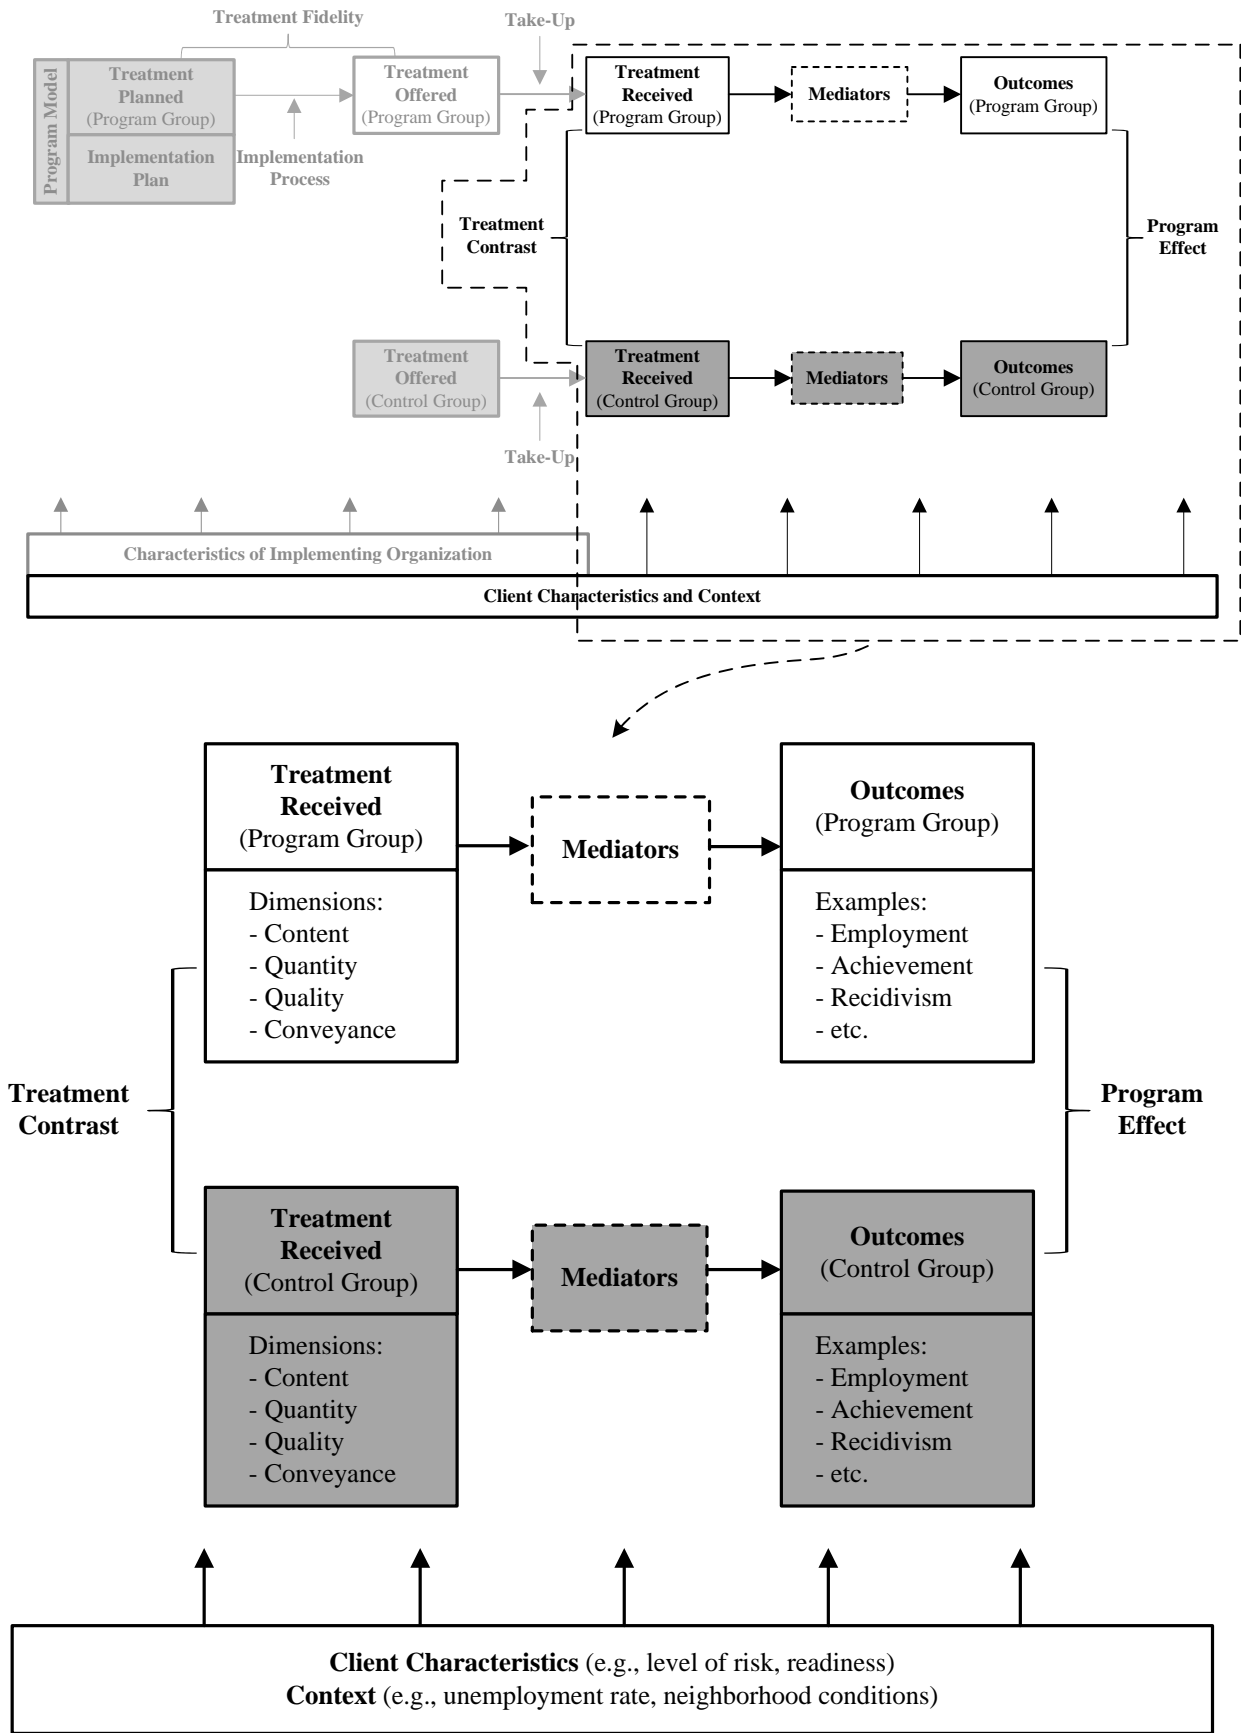 Treatment Fidelity
Take-Up
Program Model
Treatment
Planned
(Program Group)
Implementation
Plan
Implementation
Process
Treatment
Offered
(Program Group)
Treatment
Received
(Program Group)
Mediators
Outcomes
(Program Group)
Treatment
Contrast
Program
Effect
Treatment
Offered
(Control Group)
Treatment
Received
(Control Group)
Mediators
Outcomes
(Control Group)
Take-Up
Characteristics of Implementing Organization
Client Characteristics and Context
Treatment
Received
(Program Group)
Dimensions:
- Content
- Quantity
- Quality
- Conveyance
Mediators
Outcomes
(Program Group)
Examples:
- Employment
- Achievement
- Recidivism
- etc.
Treatment
Contrast
Program
Effect
Treatment
Received
(Control Group)
Dimensions:
- Content
- Quantity
- Quality
- Conveyance
Mediators
Outcomes
(Control Group)
Examples:
- Employment
- Achievement
- Recidivism
- etc.
Client Characteristics (e.g., level of risk, readiness)
Context (e.g., unemployment rate, neighborhood conditions)